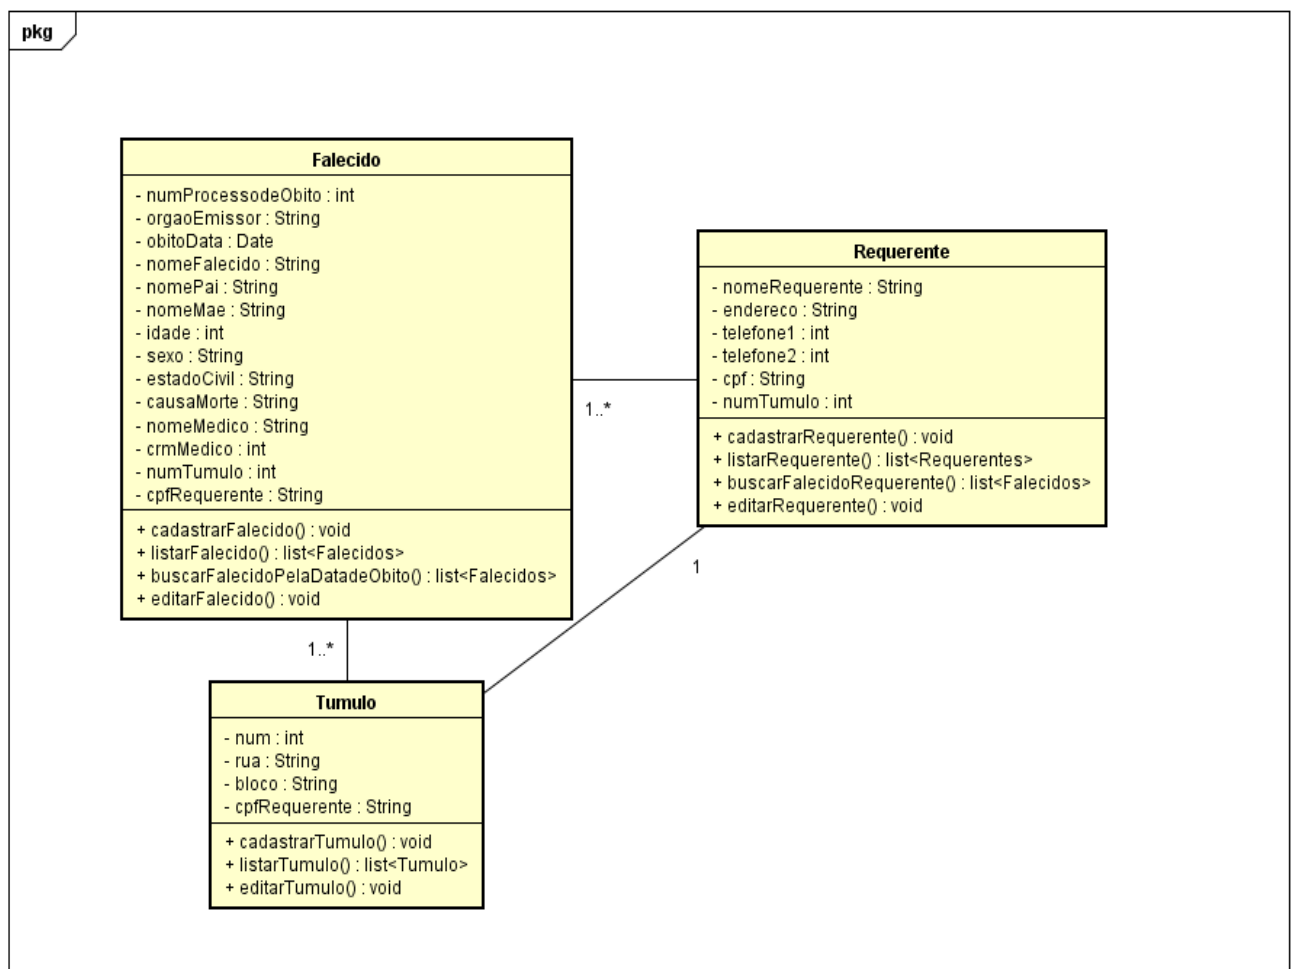 pkg
Falecido
- numProcessodeObito : int
- orgaoEmissor : String
- obitoData : Date
- nomeFalecido : String
- nomePai : String
- nomeMae : String
- idade : int
- sexo : String
- estadoCivil : String
- causaMorte : String
- nomeMedico : String
- crmMedico : int
- numTumulo : int
- cpfRequerente : String
+ cadastrarFalecido() : void
+ listarFalecido() : list<Falecidos>
+ buscarFalecidoPelaDatadeObito() : list<Falecidos>
+ editarFalecido() : void
1..*
Requerente
- nomeRequerente : String
- endereco : String
- telefone1 : int
- telefone2 : int
- cpf : String
- numTumulo : int
+ cadastrarRequerente() : void
+ listarRequerente() : list<Requerentes>
+ buscarFalecidoRequerente() : list<Falecidos>
+ editarRequerente() : void
1
1..*
Tumulo
- num : int
- rua : String
- bloco : String
- cpfRequerente : String
+ cadastrarTumulo() : void
+ listarTumulo() : list<Tumulo>
+ editarTumulo() : void